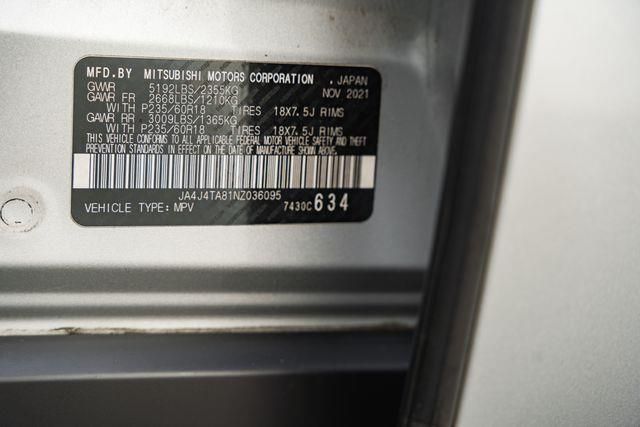 MFD.BY MITSUBISHI MOTORS CORPORATION . JAPAN
GVWR 5192LBS/2355KG NOV 2021
GAWR FR 2668LBS/1210KG
WITH P235/60R18 TIRES 18X7.5J RIMS
GAWR RR 3009LBS/1365KG
WITH P235/60R18 TIRES 18X7.5J RIMS
THIS VEHICLE CONFORMS TO ALL APPLICABLE FEDERAL MOTOR VEHICLE SAFETY AND THEFT
PREVENTION STANDARDS IN EFFECT ON THE DATE OF MANUFACTURE SHOWN ABOVE.
JA4J4TA81NZ036095
VEHICLE TYPE: MPV 7430C 634